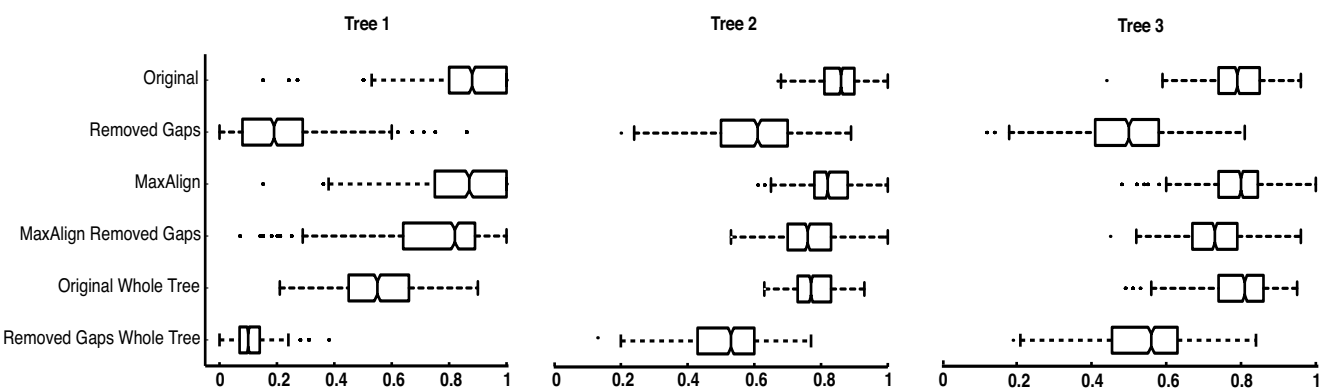 Tree 1 Tree 2 Tree 3
Original
Removed Gaps
MaxAlign
MaxAlign Removed Gaps
Original Whole Tree
Removed Gaps Whole Tree
0 0.2 0.4 0.6 0.8 1 0 0.2 0.4 0.6 0.8 1 0 0.2 0.4 0.6 0.8 1